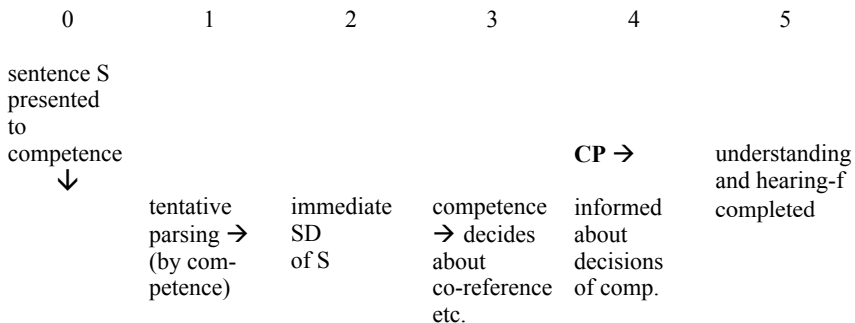 0 1 2 3 4 5
sentence S
presented
to
competence CP → understanding
↓ and hearing-f
tentative immediate competence informed completed
parsing → SD → decides about
(by com- of S about decisions
petence) co-reference of comp.
etc.